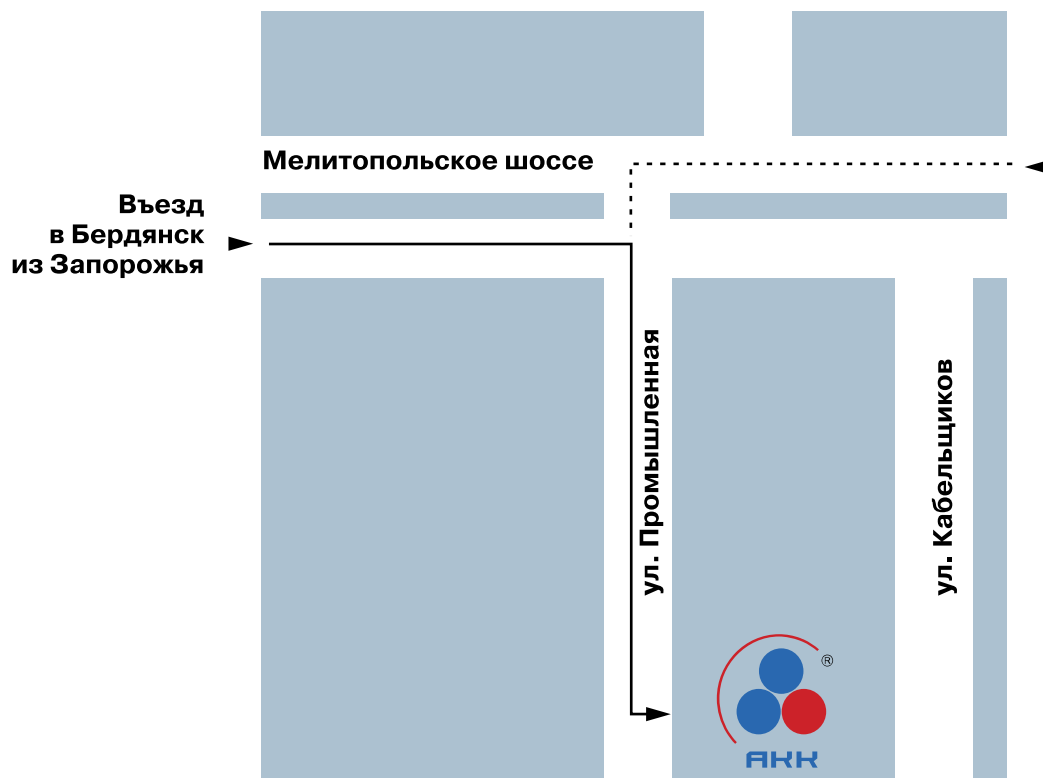 Мелитопольское шоссе
Въезд
в Бердянск
из Запорожья
ул. Промышленная
ул. Кабельщиков
®
АКК